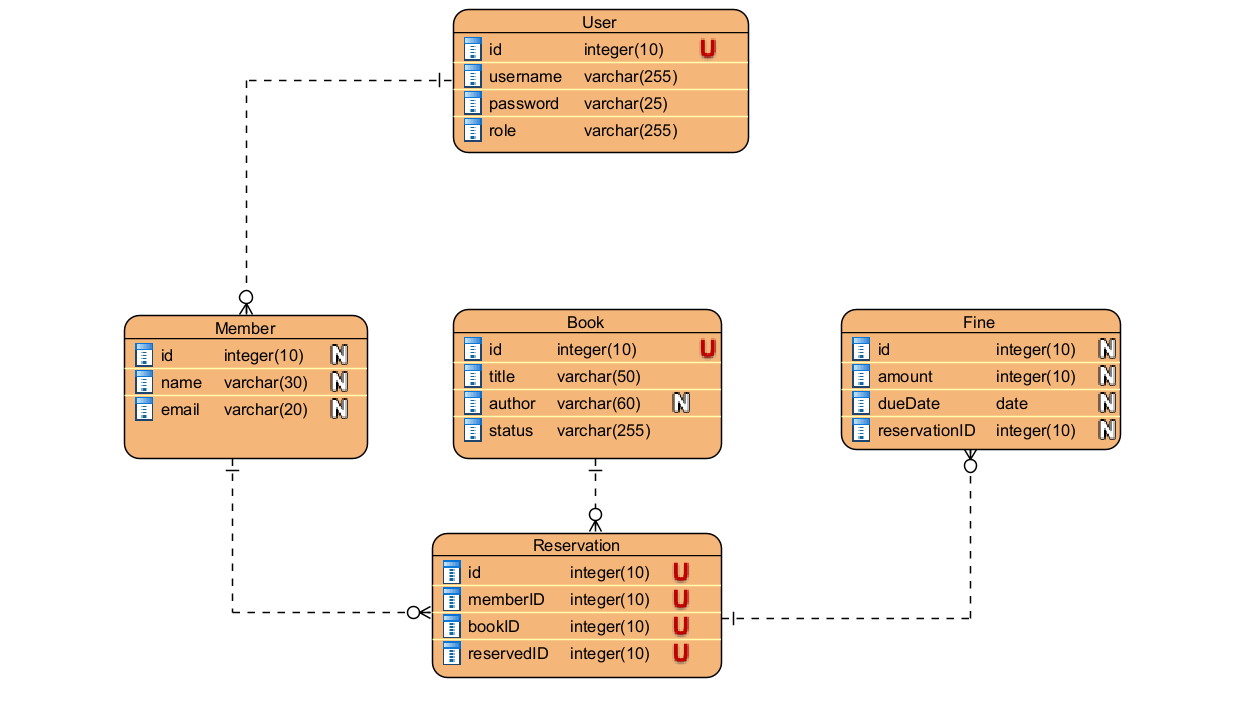 User
id integer(10) U
username varchar(255)
password varchar(25)
role varchar(255)
Member
id integer(10) N
name varchar(30) N
email varchar(20) N
Book
id integer(10) U
title varchar(50)
author varchar(60) N
status varchar(255)
Fine
id integer(10) N
amount integer(10) N
dueDate date N
reservationID integer(10) N
Reservation
id integer(10) U
memberID integer(10) U
bookID integer(10) U
reservedID integer(10) U